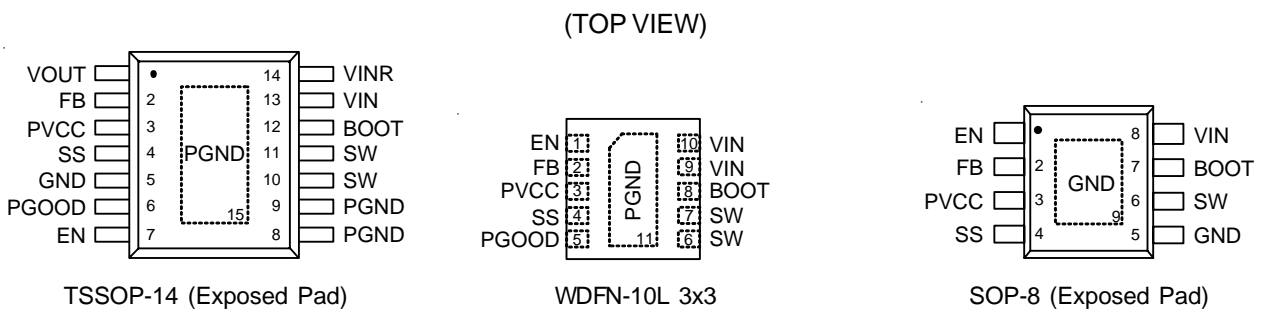 (TOP VIEW)
VOUT 14 VINR
FB 2 13 VIN
PVCC 3 12 BOOT
SS 4 PGND 11 SW
GND 5 10 SW
PGOOD 6 15 9 PGND
EN 7 8 PGND
TSSOP-14 (Exposed Pad)
EN 1 10 VIN
FB 2 9 VIN
PVCC 3 PGND 8 BOOT
SS 4 7 SW
PGOOD 5 11 6 SW
WDFN-10L 3x3
EN 8 VIN
FB 2 7 BOOT
GND
PVCC 3 6 SW
9
SS 4 5 GND
SOP-8 (Exposed Pad)